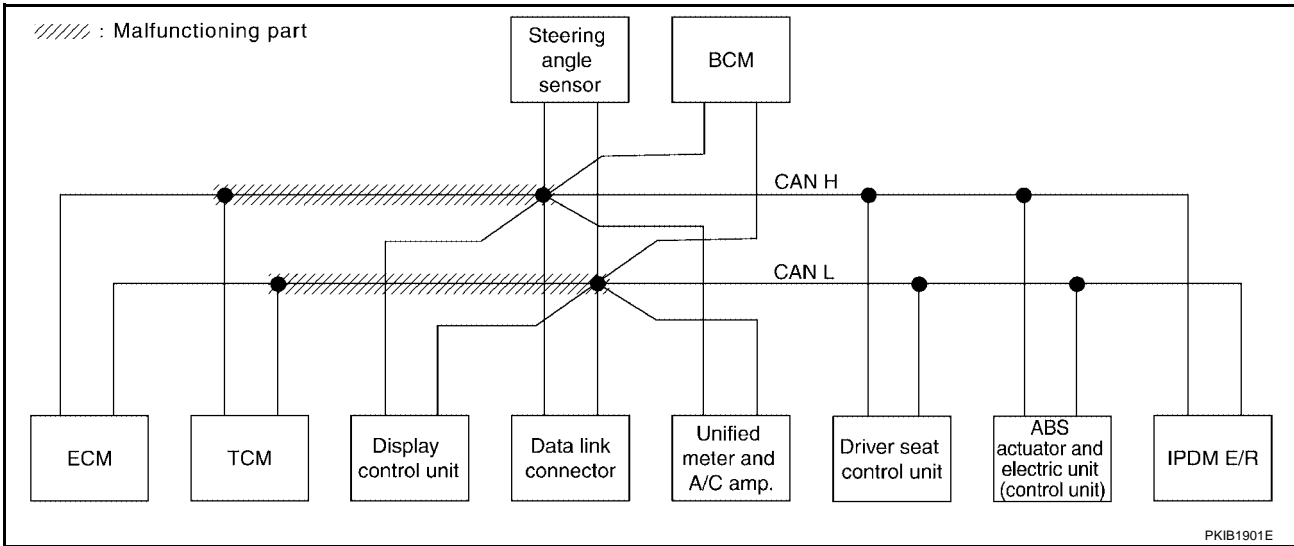 : Malfunctioning part
Steering
angle
sensor
BCM
CAN H
CAN L
ECM
TCM
Display
control unit
Data link
connector
Unified
meter and
A/C amp.
Driver seat
control unit
ABS
actuator and
electric unit
(control unit)
IPDM E/R
PKIB1901E